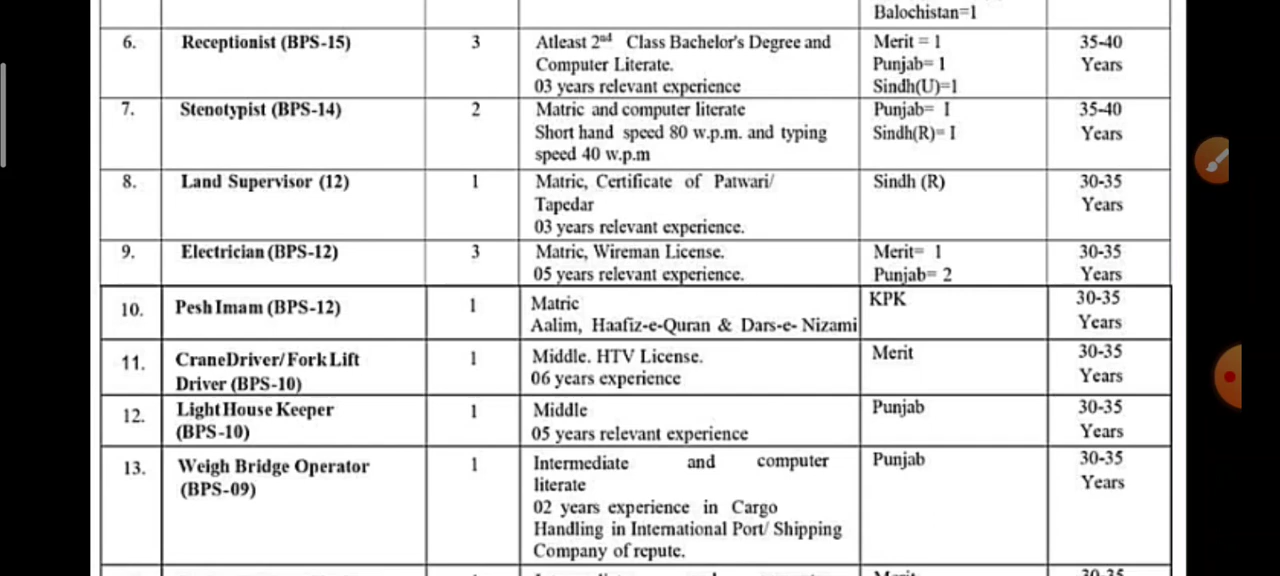 Balochistan=1
6. Receptionist (BPS-15) 3 Atleast 2nd Class Bachelor's Degree and Merit = 1 35-40
Computer Literate. Punjab= 1 Years
03 years relevant experience Sindh(U)=1
7. Stenotypist (BPS-14) 2 Matric and computer literate Punjab= 1 35-40
Short hand speed 80 w.p.m. and typing Sindh(R)= 1 Years
speed 40 w.p.m
8. Land Supervisor (12) 1 Matric, Certificate of Patwari/ Sindh (R) 30-35
Tapedar Years
03 years relevant experience.
9. Electrician (BPS-12) 3 Matric, Wireman License. Merit= 1 30-35
05 years relevant experience. Punjab= 2 Years
10. Pesh Imam (BPS-12) 1 Matric KPK 30-35
Aalim, Haafiz-e-Quran & Dars-e- Nizami Years
11. CraneDriver/Fork Lift 1 Middle. HTV License. Merit 30-35
Driver (BPS-10) 06 years experience Years
12. Light House Keeper 1 Middle Punjab 30-35
(BPS-10) 05 years relevant experience Years
13. Weigh Bridge Operator 1 Intermediate and computer Punjab 30-35
(BPS-09) literate Years
02 years experience in Cargo
Handling in International Port/ Shipping
Company of repute.